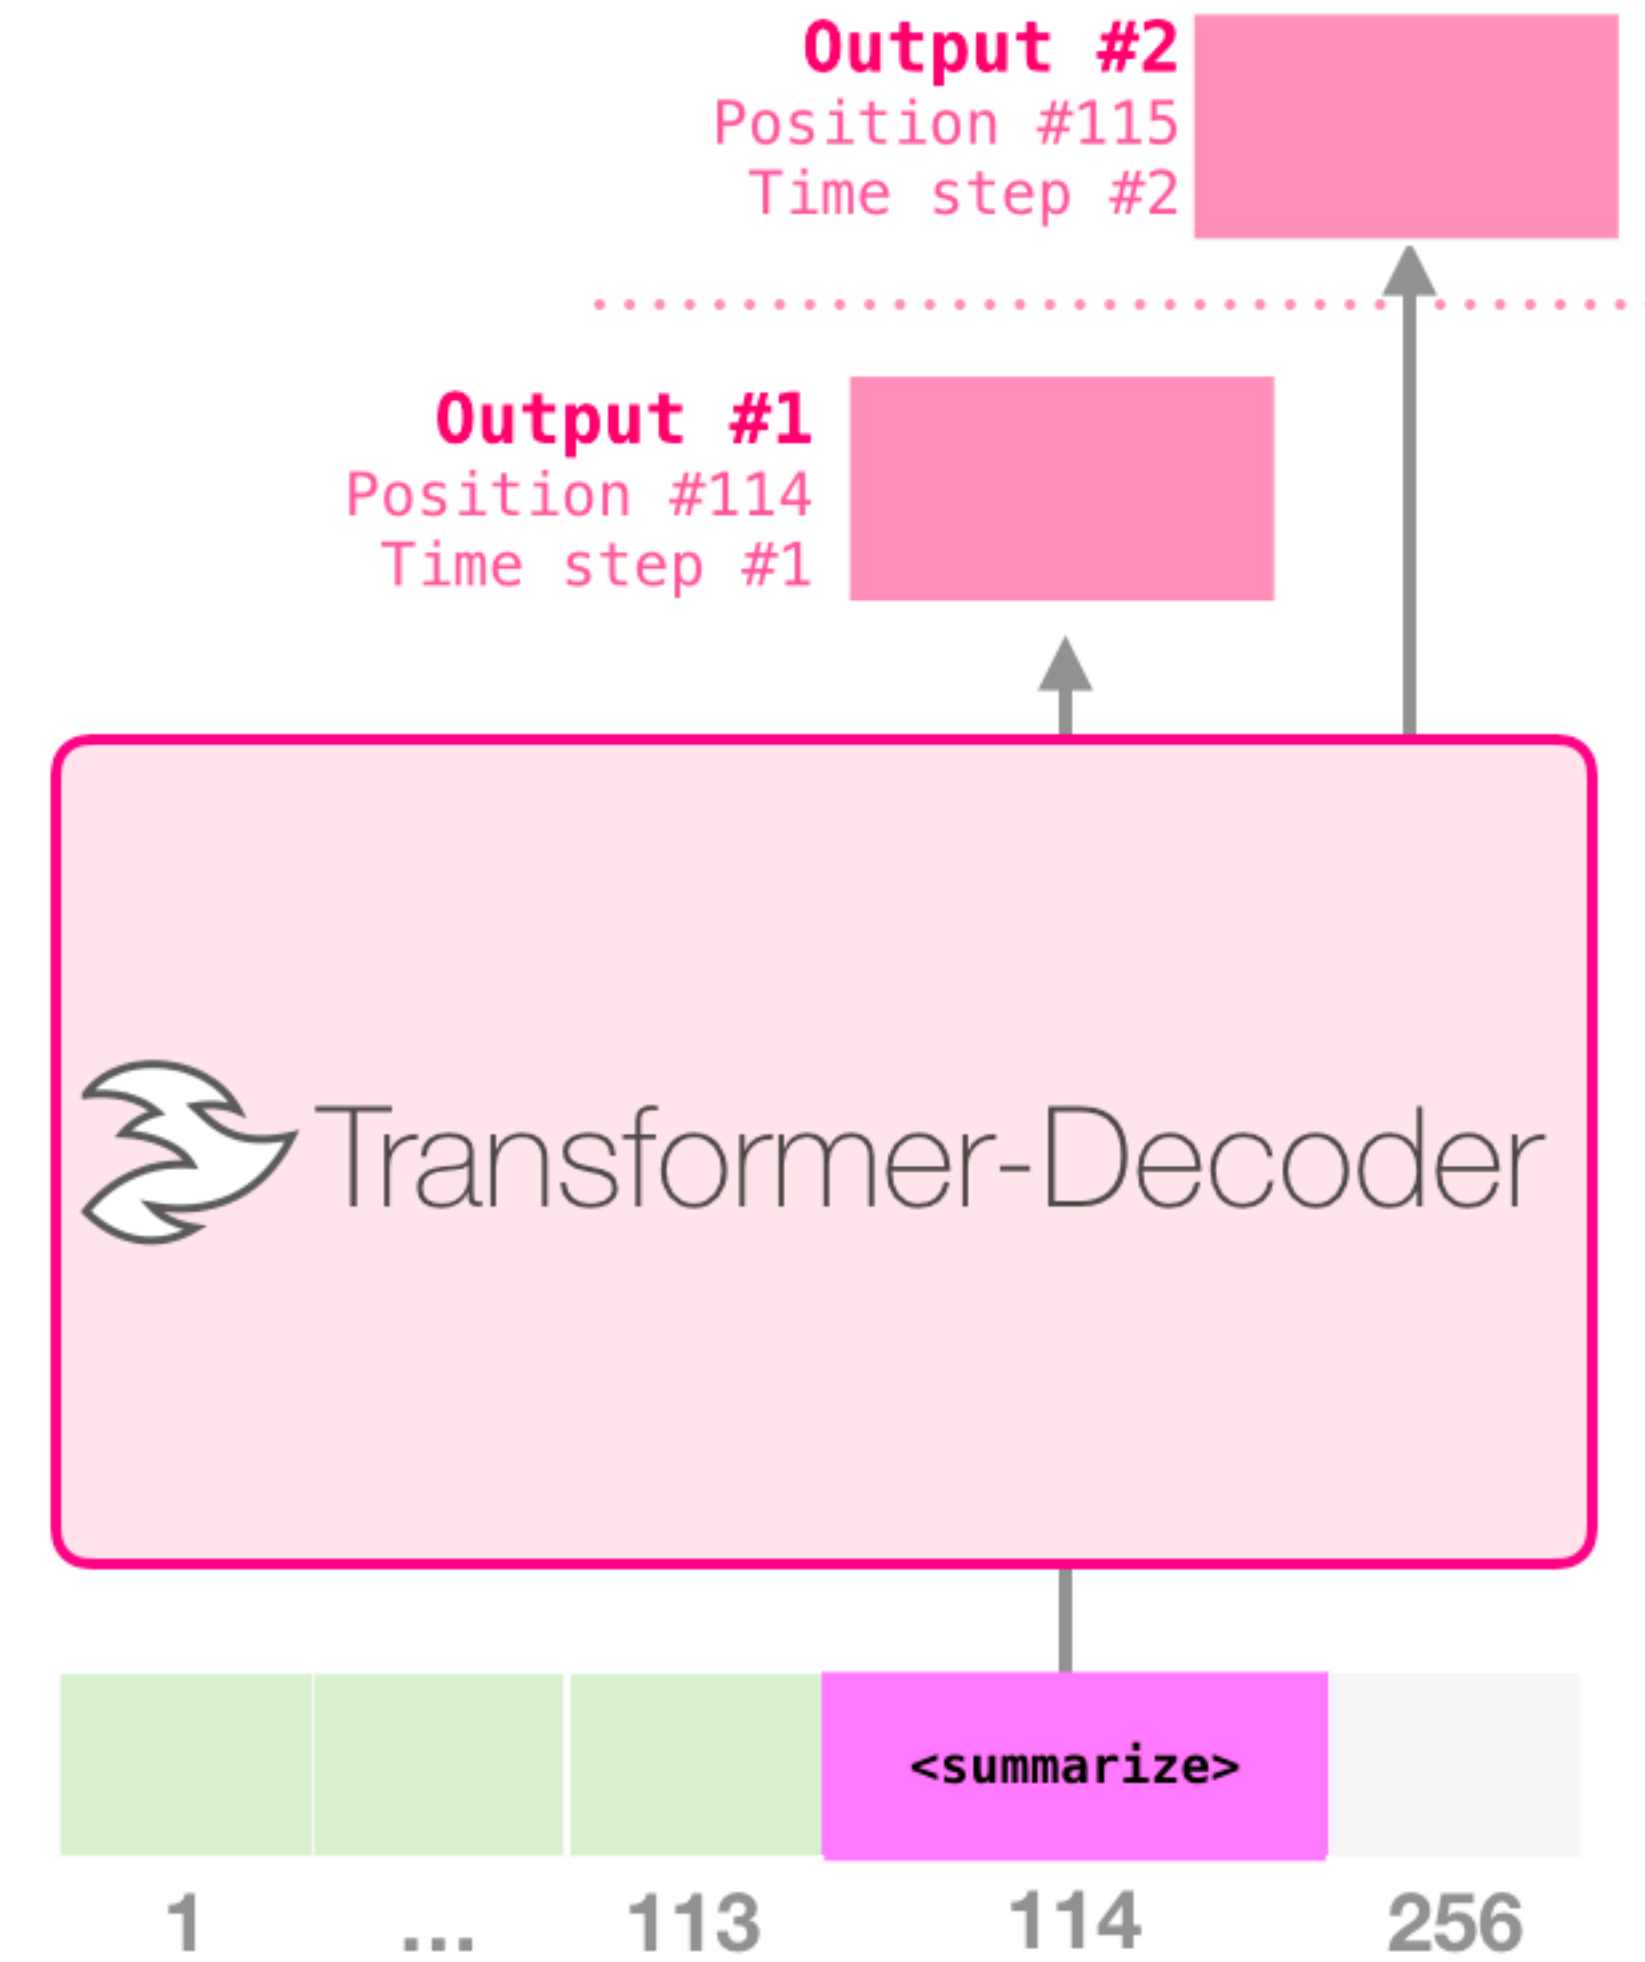 Output #2
Position #115
Time step #2
Output #1
Position #114
Time step #1
Transformer-Decoder
<summarize>
1 ... 113 114 256